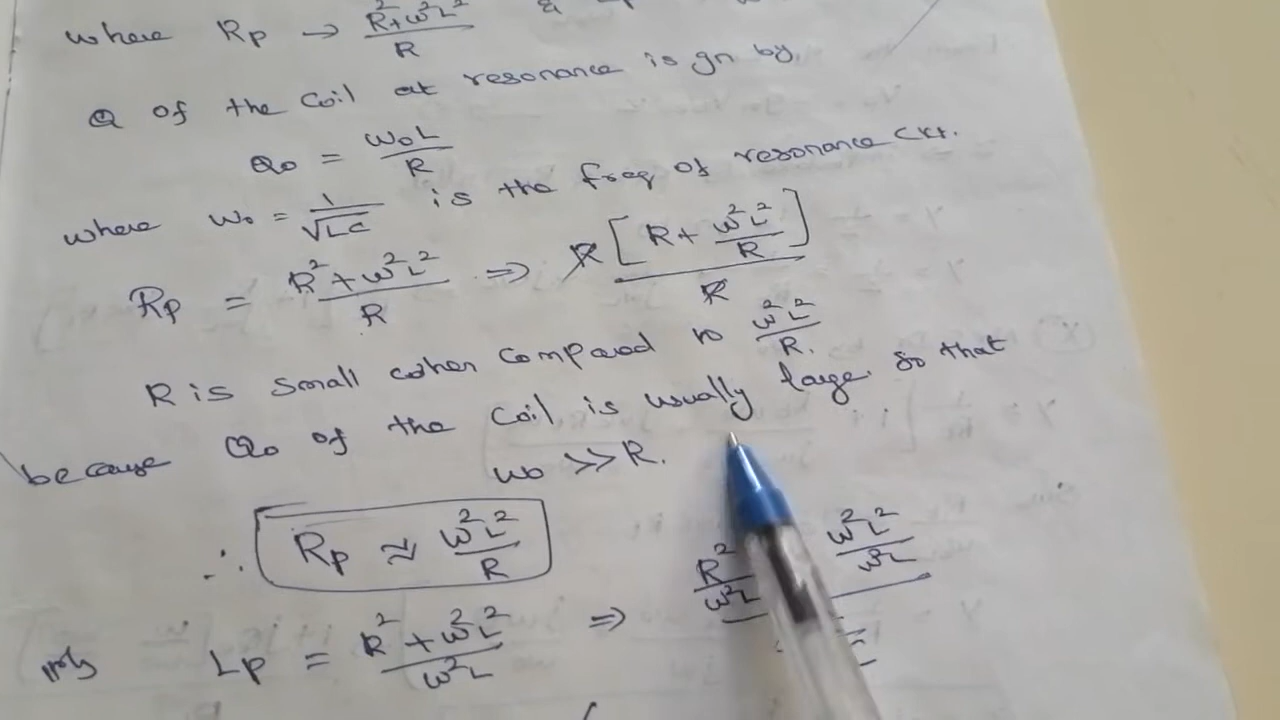 where Rp → R²+ω²L² / R &
Q of the Coil at resonance is gn by,
Qo = ωoL / R
where ωo = 1 / √LC is the freq of resonance Ckt.
Rp = R²+ω²L² / R ⇒ R [ R + ω²L² / R ] / R
R is small when Compared to ω²L² / R.
because Qo of the Coil is usually large so that
ωo >> R.
∴ Rp ≈ ω²L² / R
|||ly Lp = R² + ω²L² / ω²L ⇒ R² / ω²L ω²L² / ω²L